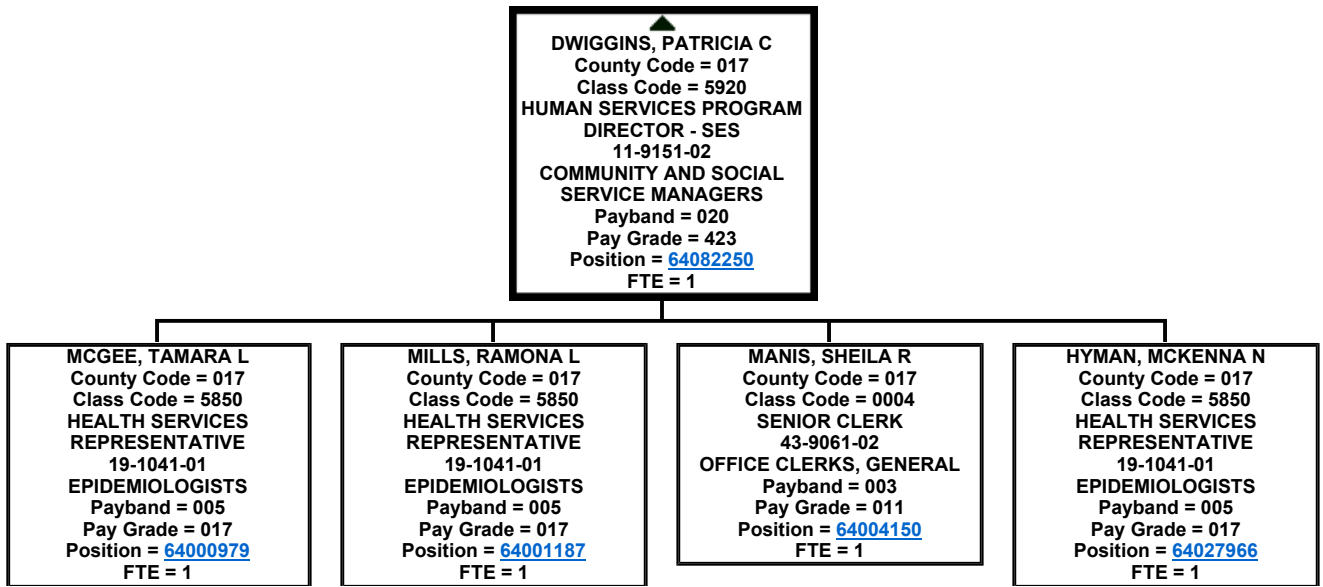 DWIGGINS, PATRICIA C
County Code = 017
Class Code = 5920
HUMAN SERVICES PROGRAM
DIRECTOR - SES
11-9151-02
COMMUNITY AND SOCIAL
SERVICE MANAGERS
Payband = 020
Pay Grade = 423
Position = 64082250
FTE = 1
MCGEE, TAMARA L
County Code = 017
Class Code = 5850
HEALTH SERVICES
REPRESENTATIVE
19-1041-01
EPIDEMIOLOGISTS
Payband = 005
Pay Grade = 017
Position = 64000979
FTE = 1
MILLS, RAMONA L
County Code = 017
Class Code = 5850
HEALTH SERVICES
REPRESENTATIVE
19-1041-01
EPIDEMIOLOGISTS
Payband = 005
Pay Grade = 017
Position = 64001187
FTE = 1
MANIS, SHEILA R
County Code = 017
Class Code = 0004
SENIOR CLERK
43-9061-02
OFFICE CLERKS, GENERAL
Payband = 003
Pay Grade = 011
Position = 64004150
FTE = 1
HYMAN, MCKENNA N
County Code = 017
Class Code = 5850
HEALTH SERVICES
REPRESENTATIVE
19-1041-01
EPIDEMIOLOGISTS
Payband = 005
Pay Grade = 017
Position = 64027966
FTE = 1